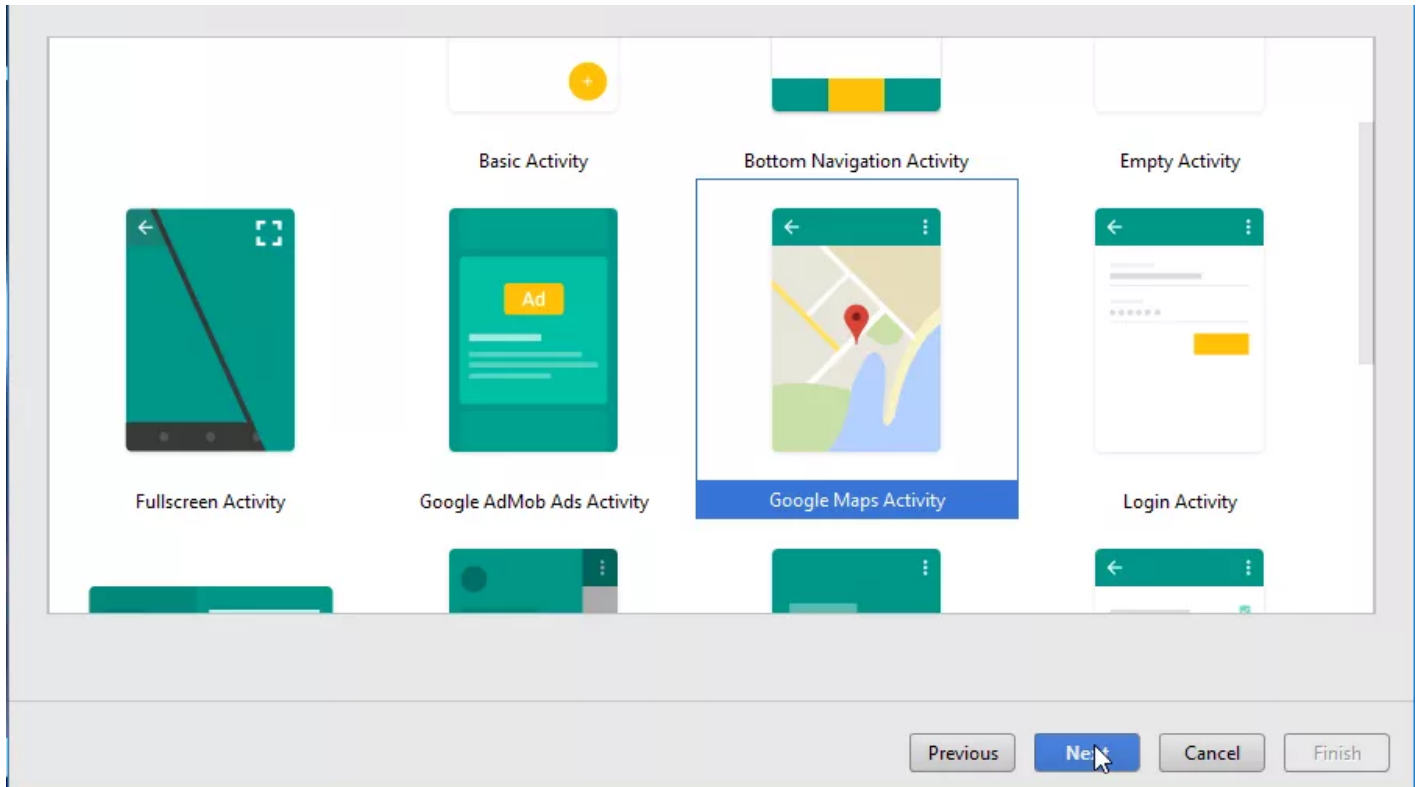 Basic Activity
Bottom Navigation Activity
Empty Activity
Ad
Fullscreen Activity
Google AdMob Ads Activity
Google Maps Activity
Login Activity
Previous
Next
Cancel
Finish